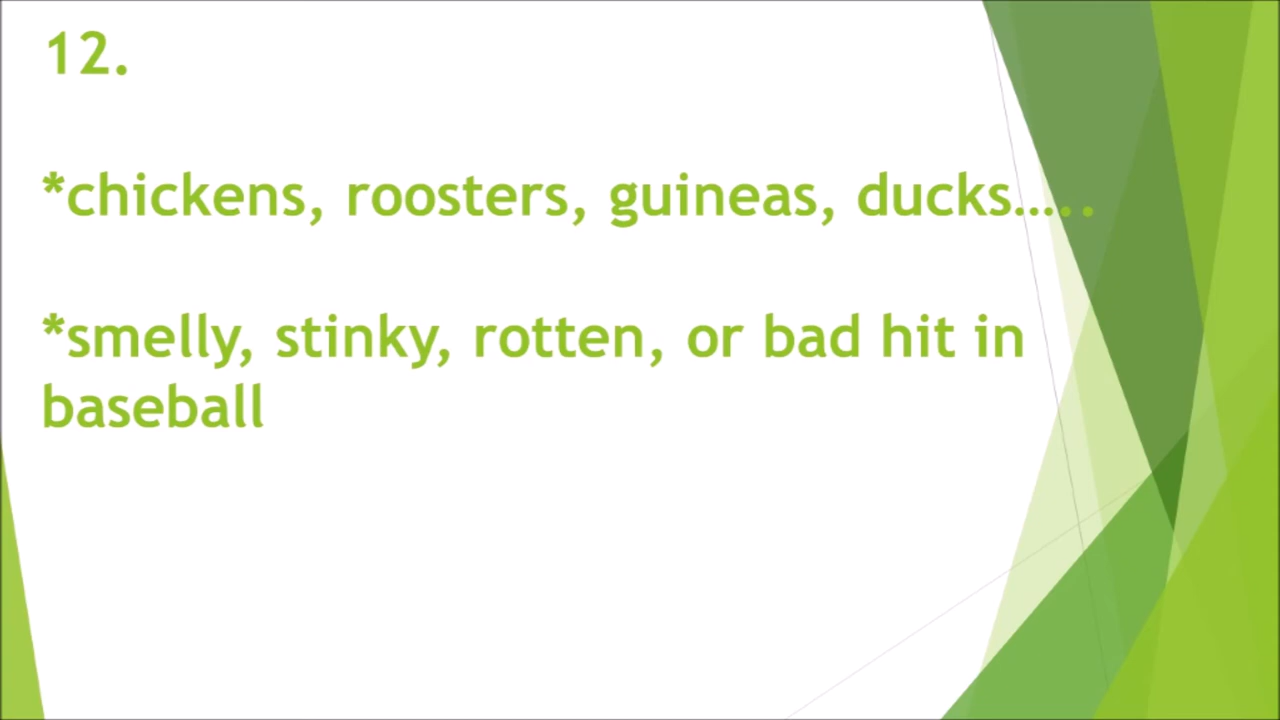 12.
*chickens, roosters, guineas, ducks…..
*smelly, stinky, rotten, or bad hit in
baseball